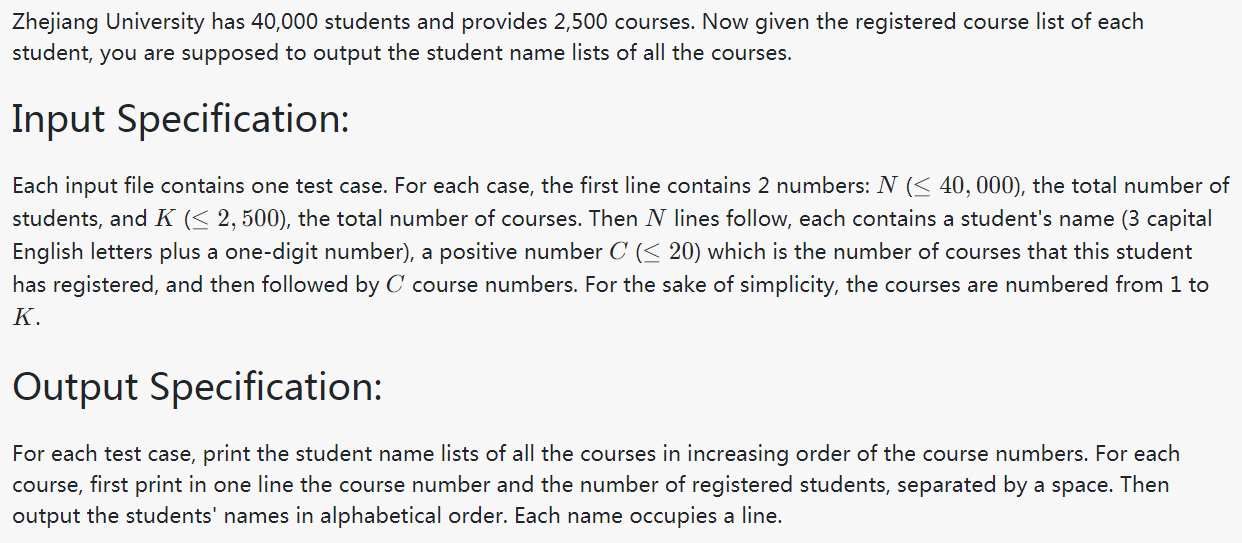 Zhejiang University has 40,000 students and provides 2,500 courses. Now given the registered course list of each
student, you are supposed to output the student name lists of all the courses.
Input Specification:
Each input file contains one test case. For each case, the first line contains 2 numbers: N (≤ 40, 000), the total number of
students, and K (≤ 2, 500), the total number of courses. Then N lines follow, each contains a student's name (3 capital
English letters plus a one-digit number), a positive number C (≤ 20) which is the number of courses that this student
has registered, and then followed by C course numbers. For the sake of simplicity, the courses are numbered from 1 to
K.
Output Specification:
For each test case, print the student name lists of all the courses in increasing order of the course numbers. For each
course, first print in one line the course number and the number of registered students, separated by a space. Then
output the students' names in alphabetical order. Each name occupies a line.